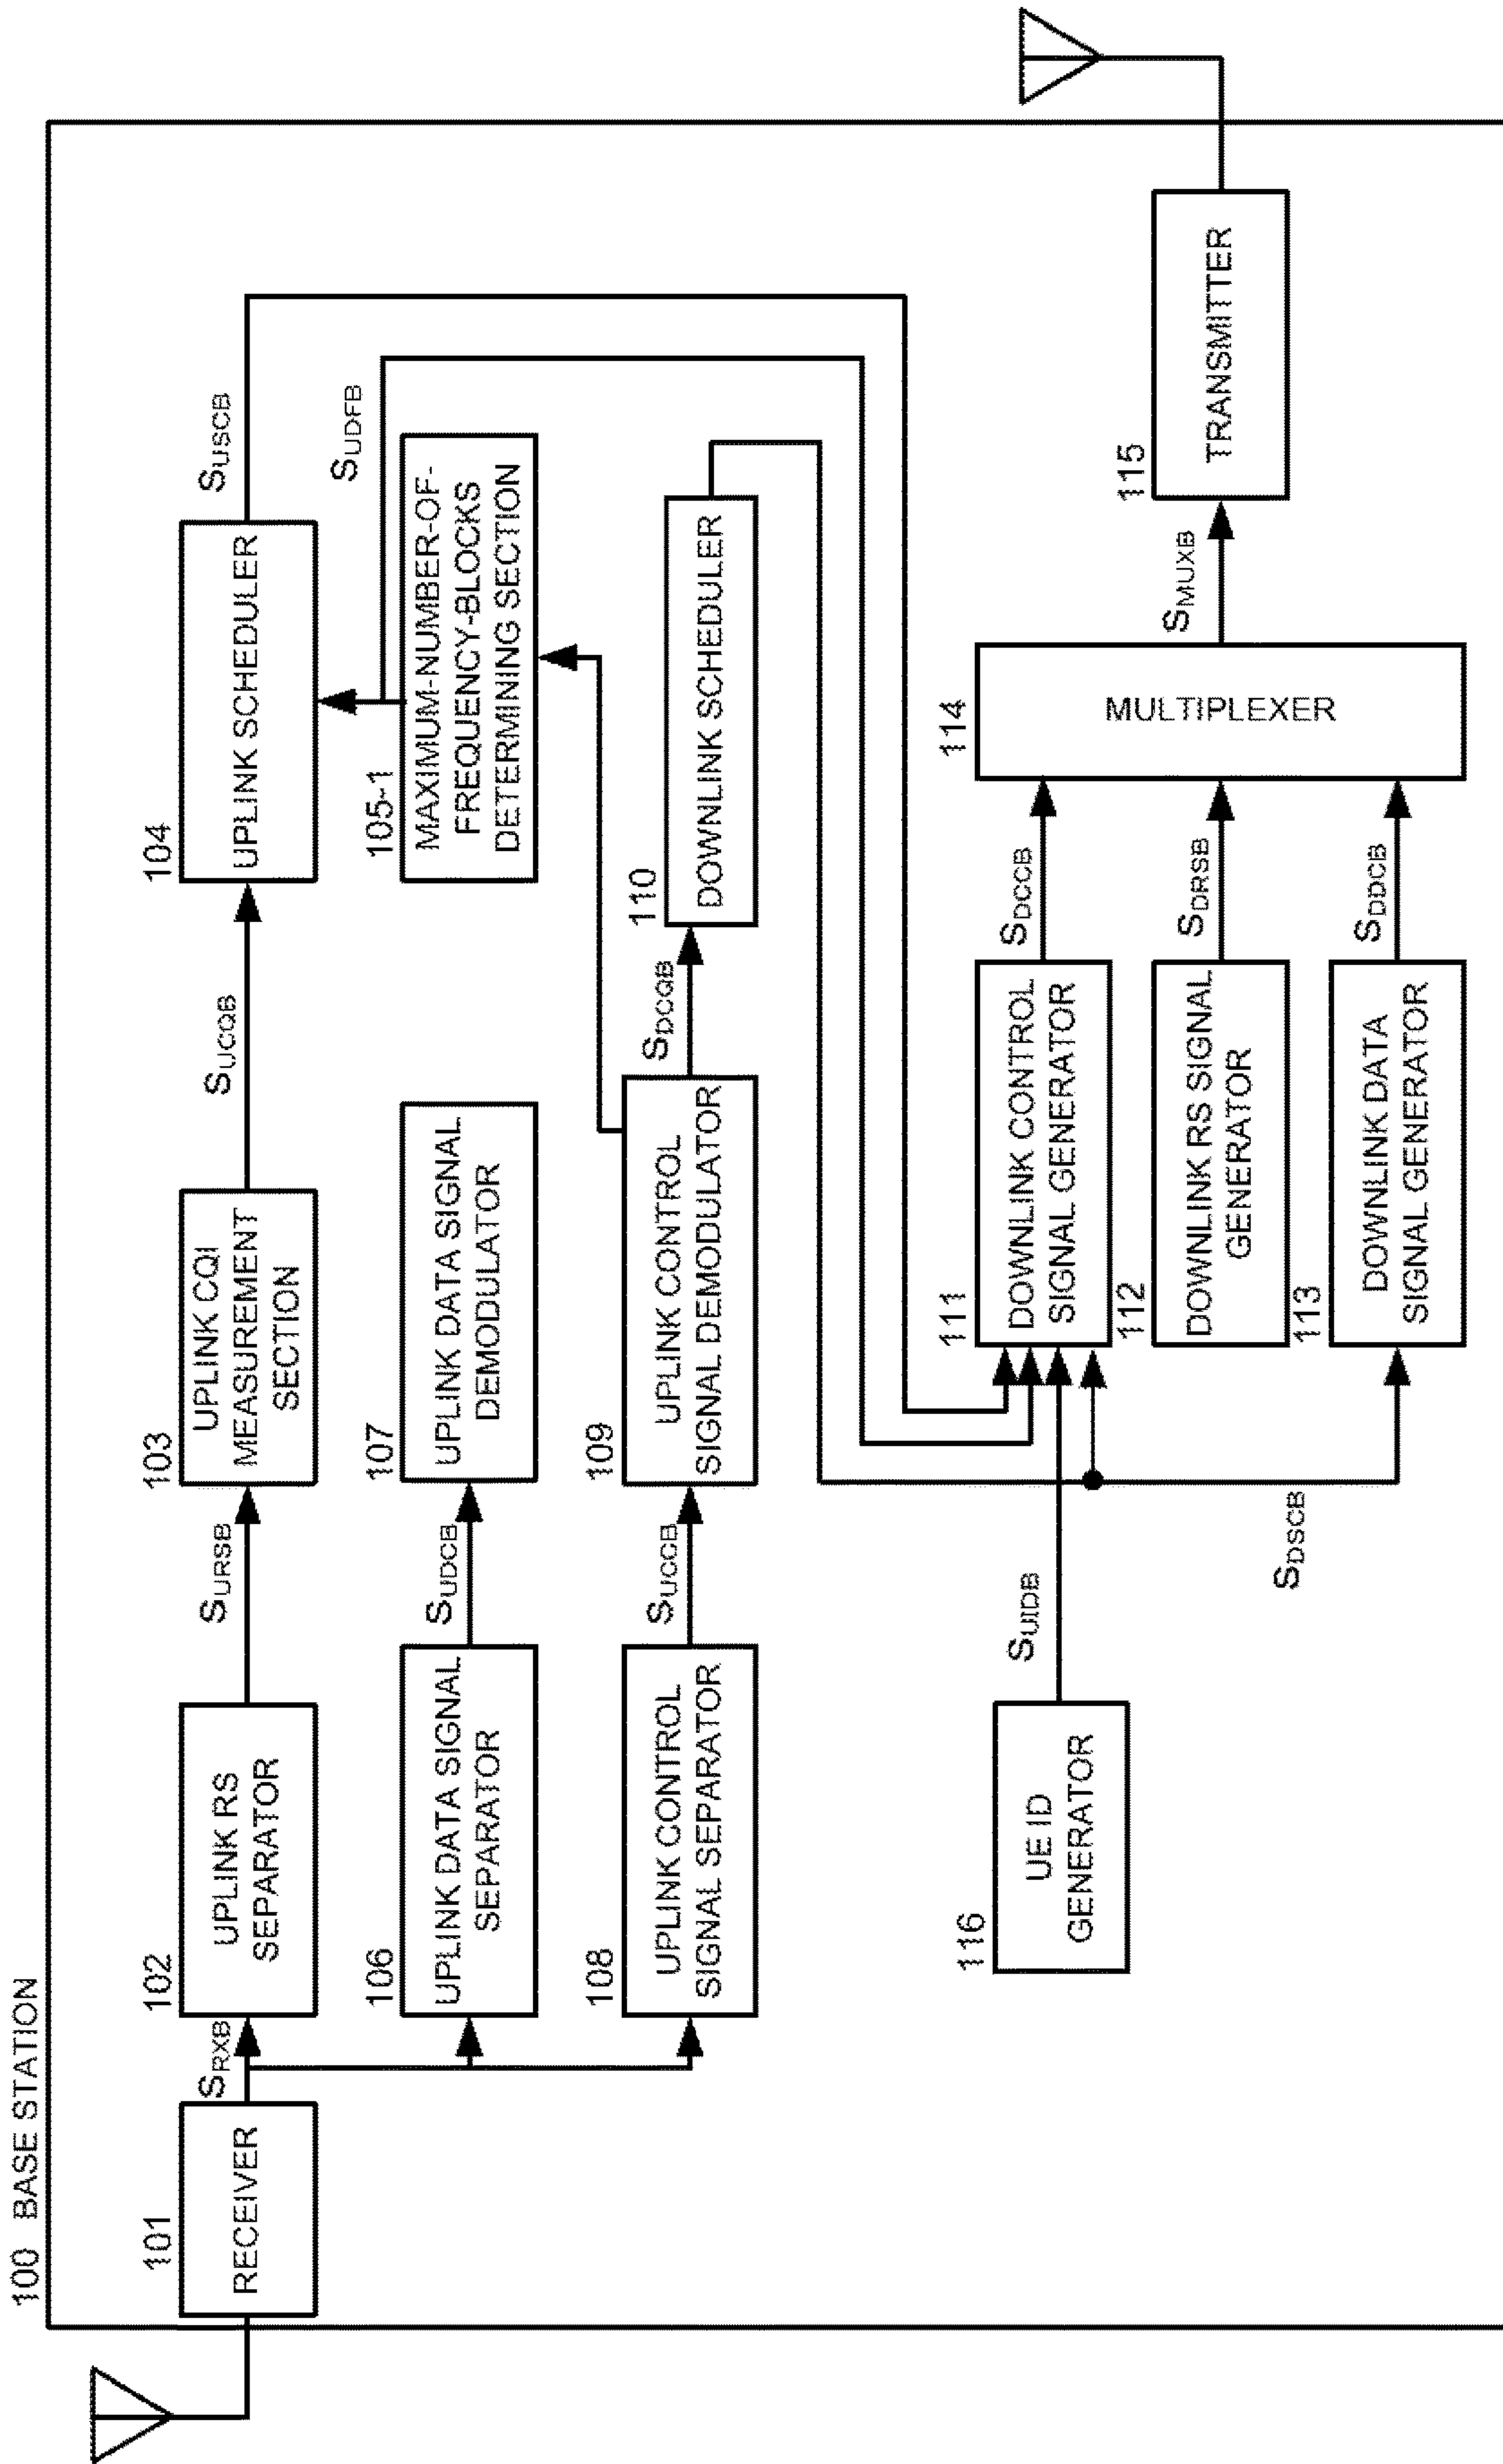 100 BASE STATION
101
RECEIVER
SRXB
102
UPLINK RS
SEPARATOR
SURSB
103
UPLINK CQI
MEASUREMENT
SECTION
SUCQB
104
UPLINK SCHEDULER
SUSCB
105-1
MAXIMUM-NUMBER-OF-
FREQUENCY-BLOCKS
DETERMINING SECTION
SUDFB
106
UPLINK DATA SIGNAL
SEPARATOR
SUDCB
107
UPLINK DATA SIGNAL
DEMODULATOR
108
UPLINK CONTROL
SIGNAL SEPARATOR
SUCCB
109
UPLINK CONTROL
SIGNAL DEMODULATOR
SDCQB
110
DOWNLINK SCHEDULER
116
UE ID
GENERATOR
SUIDB
SDSCB
111
DOWNLINK CONTROL
SIGNAL GENERATOR
SDCCB
112
DOWNLINK RS SIGNAL
GENERATOR
SDRSB
113
DOWNLINK DATA
SIGNAL GENERATOR
SDDCB
114
MULTIPLEXER
SMUXB
115
TRANSMITTER